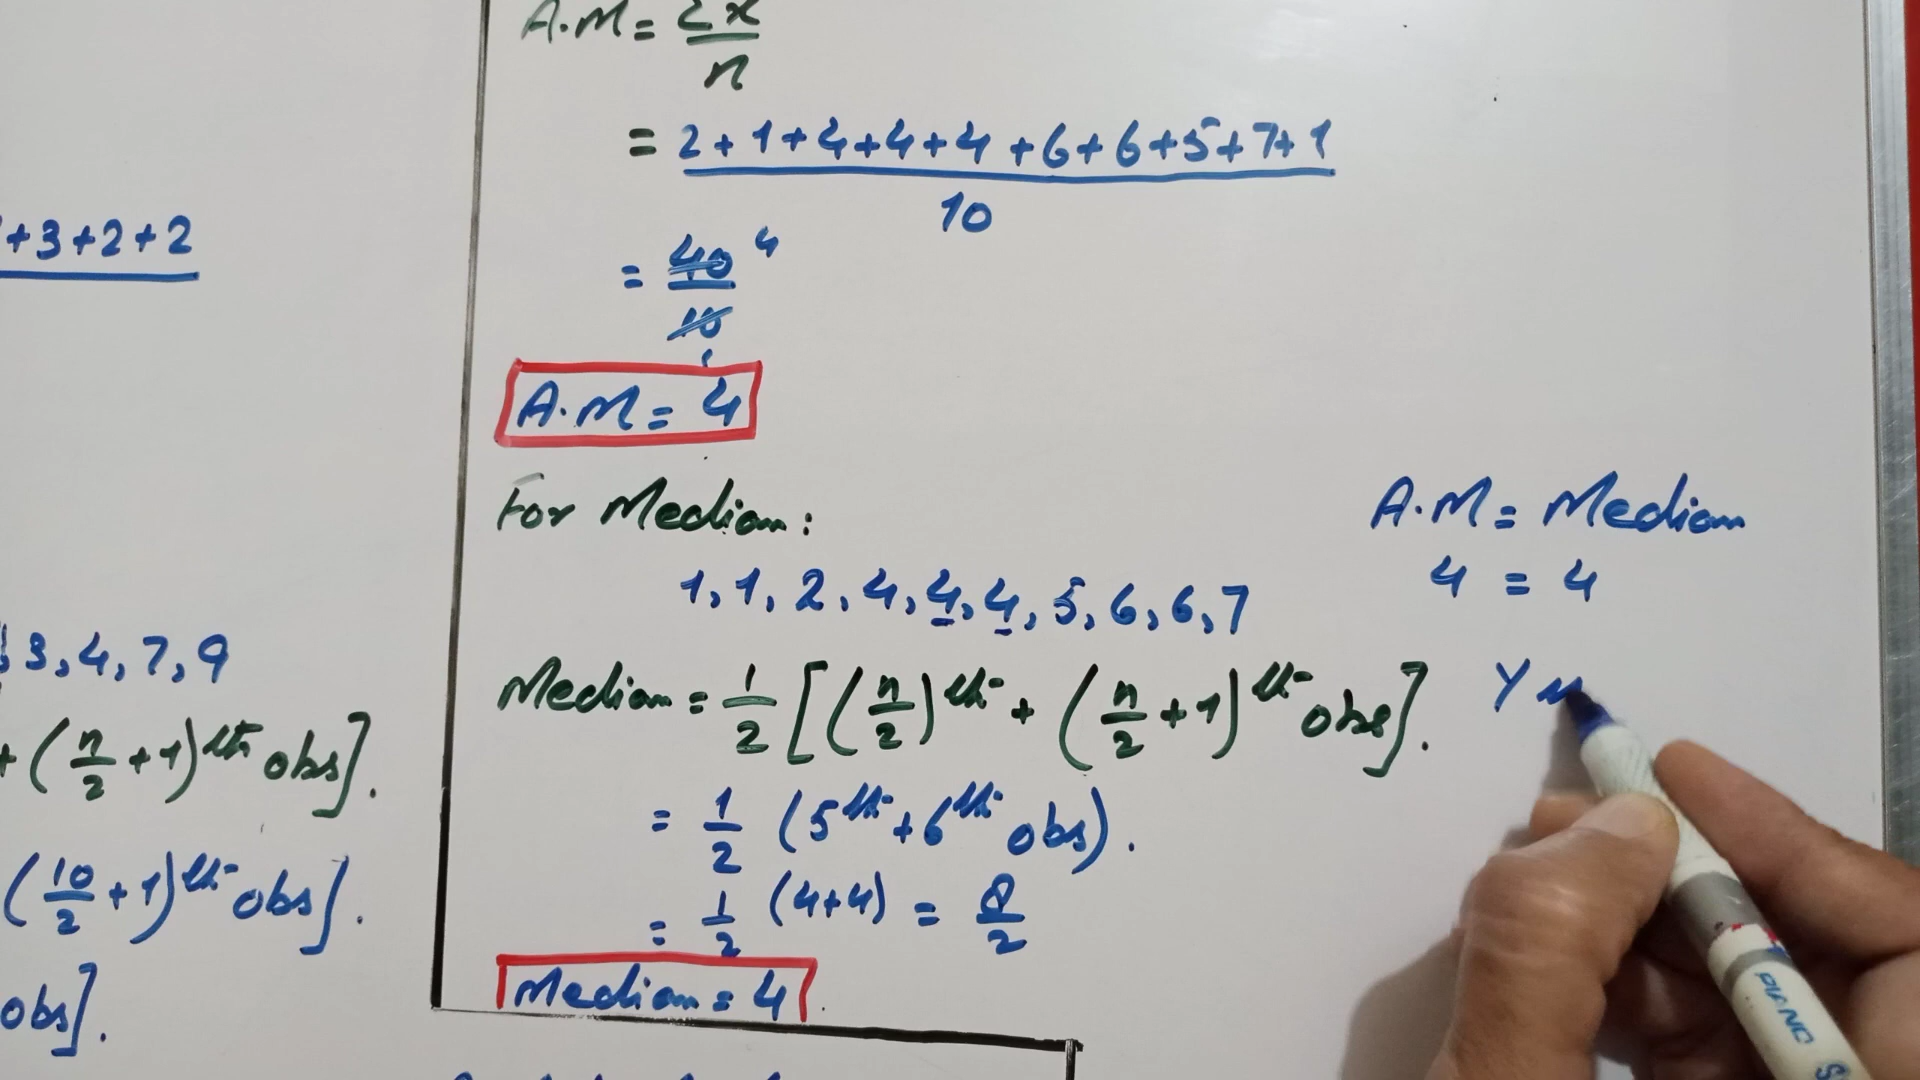 A.M = Σx
n
= 2+1+4+4+4+6+6+5+7+1
10
= 40 4
10
A.M = 4
For Median:
1, 1, 2, 4, 4, 4, 5, 6, 6, 7
Median = 1/2 [(n/2)th + (n/2 + 1)th obs].
= 1/2 (5th + 6th obs).
= 1/2 (4+4) = 8/2
Median = 4
A.M = Median
4 = 4
+3+2+2
3, 4, 7, 9
+ (n/2 + 1)th obs].
(10/2 + 1)th obs].
obs].
PIANO